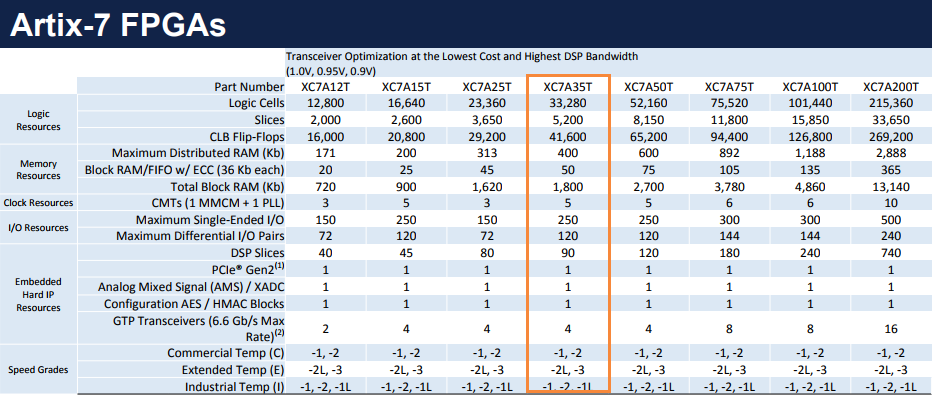 Artix-7 FPGAs
Transceiver Optimization at the Lowest Cost and Highest DSP Bandwidth
(1.0V, 0.95V, 0.9V)
Part Number XC7A12T XC7A15T XC7A25T XC7A35T XC7A50T XC7A75T XC7A100T XC7A200T
Logic Resources
Logic Cells 12,800 16,640 23,360 33,280 52,160 75,520 101,440 215,360
Slices 2,000 2,600 3,650 5,200 8,150 11,800 15,850 33,650
CLB Flip-Flops 16,000 20,800 29,200 41,600 65,200 94,400 126,800 269,200
Memory Resources
Maximum Distributed RAM (Kb) 171 200 313 400 600 892 1,188 2,888
Block RAM/FIFO w/ ECC (36 Kb each) 20 25 45 50 75 105 135 365
Total Block RAM (Kb) 720 900 1,620 1,800 2,700 3,780 4,860 13,140
Clock Resources CMTs (1 MMCM + 1 PLL) 3 5 3 5 5 6 6 10
I/O Resources
Maximum Single-Ended I/O 150 250 150 250 250 300 300 500
Maximum Differential I/O Pairs 72 120 72 120 120 144 144 240
Embedded Hard IP Resources
DSP Slices 40 45 80 90 120 180 240 740
PCIe® Gen2(1) 1 1 1 1 1 1 1 1
Analog Mixed Signal (AMS) / XADC 1 1 1 1 1 1 1 1
Configuration AES / HMAC Blocks 1 1 1 1 1 1 1 1
GTP Transceivers (6.6 Gb/s Max Rate)(2) 2 4 4 4 4 8 8 16
Speed Grades
Commercial Temp (C) -1, -2 -1, -2 -1, -2 -1, -2 -1, -2 -1, -2 -1, -2 -1, -2
Extended Temp (E) -2L, -3 -2L, -3 -2L, -3 -2L, -3 -2L, -3 -2L, -3 -2L, -3 -2L, -3
Industrial Temp (I) -1, -2, -1L -1, -2, -1L -1, -2, -1L -1, -2, -1L -1, -2, -1L -1, -2, -1L -1, -2, -1L -1, -2, -1L